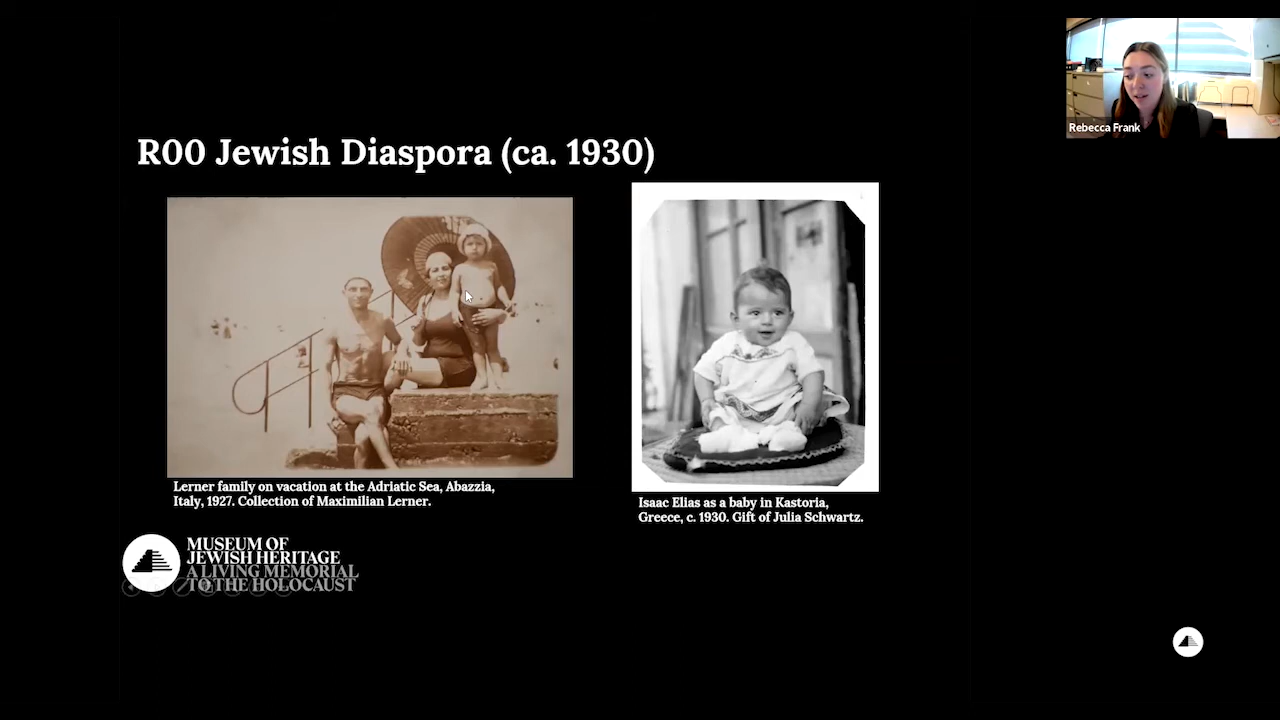 Rebecca Frank
R00 Jewish Diaspora (ca. 1930)
Lerner family on vacation at the Adriatic Sea, Abazzia,
Italy, 1927. Collection of Maximilian Lerner.
Isaac Elias as a baby in Kastoria,
Greece, c. 1930. Gift of Julia Schwartz.
MUSEUM OF
JEWISH HERITAGE
A LIVING MEMORIAL
TO THE HOLOCAUST